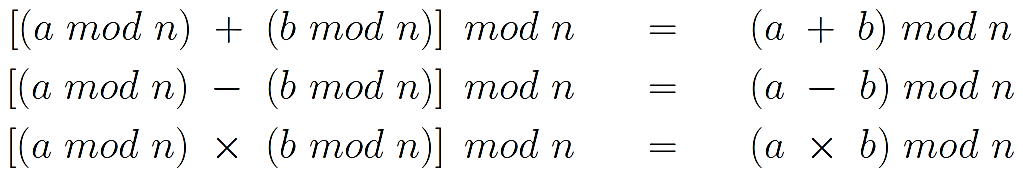 [(a mod n) + (b mod n)] mod n = (a + b) mod n
[(a mod n) − (b mod n)] mod n = (a − b) mod n
[(a mod n) × (b mod n)] mod n = (a × b) mod n